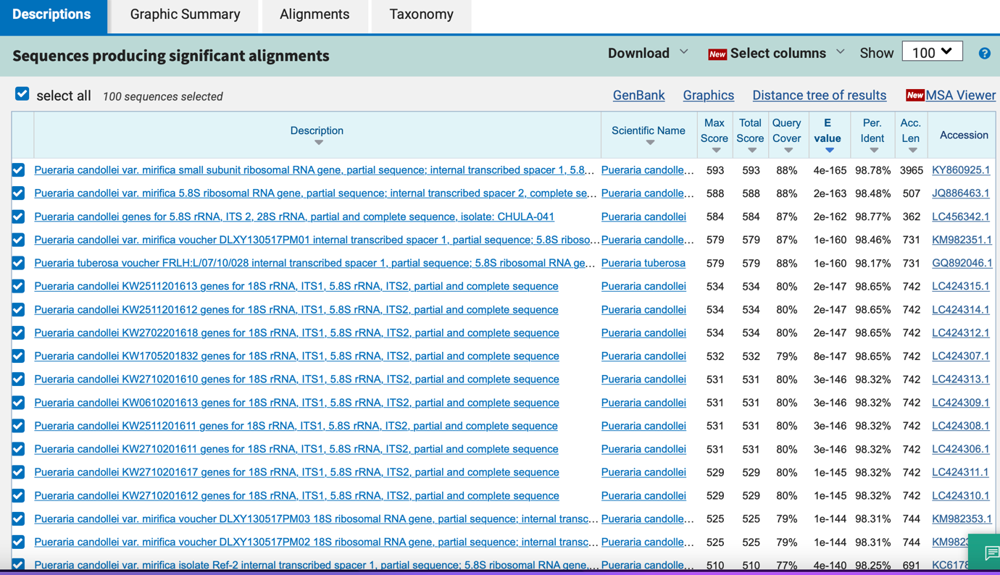 Descriptions Graphic Summary Alignments Taxonomy
Sequences producing significant alignments Download New Select columns Show 100 ?
select all 100 sequences selected GenBank Graphics Distance tree of results New MSA Viewer
Description Scientific Name Max Score Total Score Query Cover E value Per. Ident Acc. Len Accession
Pueraria candollei var. mirifica small subunit ribosomal RNA gene, partial sequence; internal transcribed spacer 1, 5.8... Pueraria candolle... 593 593 88% 4e-165 98.78% 3965 KY860925.1
Pueraria candollei var. mirifica 5.8S ribosomal RNA gene, partial sequence; internal transcribed spacer 2, complete se... Pueraria candolle... 588 588 88% 2e-163 98.48% 507 JQ886463.1
Pueraria candollei genes for 5.8S rRNA, ITS 2, 28S rRNA, partial and complete sequence, isolate: CHULA-041 Pueraria candollei 584 584 87% 2e-162 98.77% 362 LC456342.1
Pueraria candollei var. mirifica voucher DLXY130517PM01 internal transcribed spacer 1, partial sequence; 5.8S riboso... Pueraria candolle... 579 579 87% 1e-160 98.46% 731 KM982351.1
Pueraria tuberosa voucher FRLH:L/07/10/028 internal transcribed spacer 1, partial sequence; 5.8S ribosomal RNA ge... Pueraria tuberosa 579 579 88% 1e-160 98.17% 731 GQ892046.1
Pueraria candollei KW2511201613 genes for 18S rRNA, ITS1, 5.8S rRNA, ITS2, partial and complete sequence Pueraria candollei 534 534 80% 2e-147 98.65% 742 LC424315.1
Pueraria candollei KW2511201612 genes for 18S rRNA, ITS1, 5.8S rRNA, ITS2, partial and complete sequence Pueraria candollei 534 534 80% 2e-147 98.65% 742 LC424314.1
Pueraria candollei KW2702201618 genes for 18S rRNA, ITS1, 5.8S rRNA, ITS2, partial and complete sequence Pueraria candollei 534 534 80% 2e-147 98.65% 742 LC424312.1
Pueraria candollei KW1705201832 genes for 18S rRNA, ITS1, 5.8S rRNA, ITS2, partial and complete sequence Pueraria candollei 532 532 79% 8e-147 98.65% 742 LC424307.1
Pueraria candollei KW2710201610 genes for 18S rRNA, ITS1, 5.8S rRNA, ITS2, partial and complete sequence Pueraria candollei 531 531 80% 3e-146 98.32% 742 LC424313.1
Pueraria candollei KW0610201613 genes for 18S rRNA, ITS1, 5.8S rRNA, ITS2, partial and complete sequence Pueraria candollei 531 531 80% 3e-146 98.32% 742 LC424309.1
Pueraria candollei KW2511201611 genes for 18S rRNA, ITS1, 5.8S rRNA, ITS2, partial and complete sequence Pueraria candollei 531 531 80% 3e-146 98.32% 742 LC424308.1
Pueraria candollei KW2710201611 genes for 18S rRNA, ITS1, 5.8S rRNA, ITS2, partial and complete sequence Pueraria candollei 531 531 80% 3e-146 98.32% 742 LC424306.1
Pueraria candollei KW2710201617 genes for 18S rRNA, ITS1, 5.8S rRNA, ITS2, partial and complete sequence Pueraria candollei 529 529 80% 1e-145 98.32% 742 LC424311.1
Pueraria candollei KW2710201612 genes for 18S rRNA, ITS1, 5.8S rRNA, ITS2, partial and complete sequence Pueraria candollei 529 529 80% 1e-145 98.32% 742 LC424310.1
Pueraria candollei var. mirifica voucher DLXY130517PM03 18S ribosomal RNA gene, partial sequence; internal transc... Pueraria candolle... 525 525 79% 1e-144 98.31% 744 KM982353.1
Pueraria candollei var. mirifica voucher DLXY130517PM02 18S ribosomal RNA gene, partial sequence; internal transc... Pueraria candolle... 525 525 79% 1e-144 98.31% 744 KM982
Pueraria candollei var. mirifica isolate Ref-2 internal transcribed spacer 1, partial sequence; 5.8S ribosomal RNA gene,... Pueraria candolle... 510 510 77% 4e-140 98.25% 691 KC6178